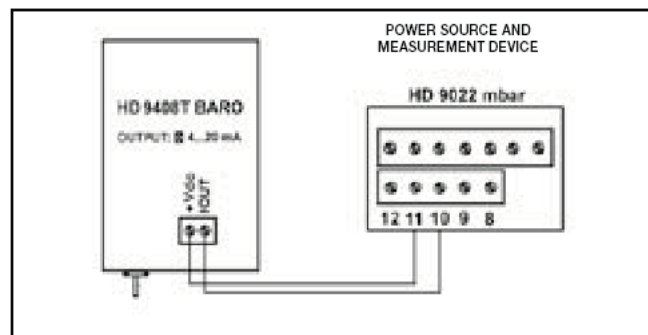 POWER SOURCE AND
MEASUREMENT DEVICE
HD 9408T BARO
OUTPUT: 4...20 mA
+Vdc
IOUT
HD 9022 mbar
12 11 10 9 8